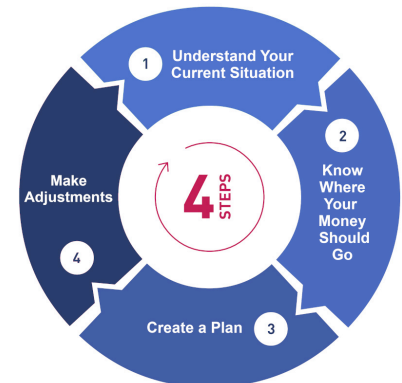 1
Understand Your
Current Situation
2
Know
Where
Your
Money
Should
Go
3
Create a Plan
4
Make
Adjustments
4
STEPS